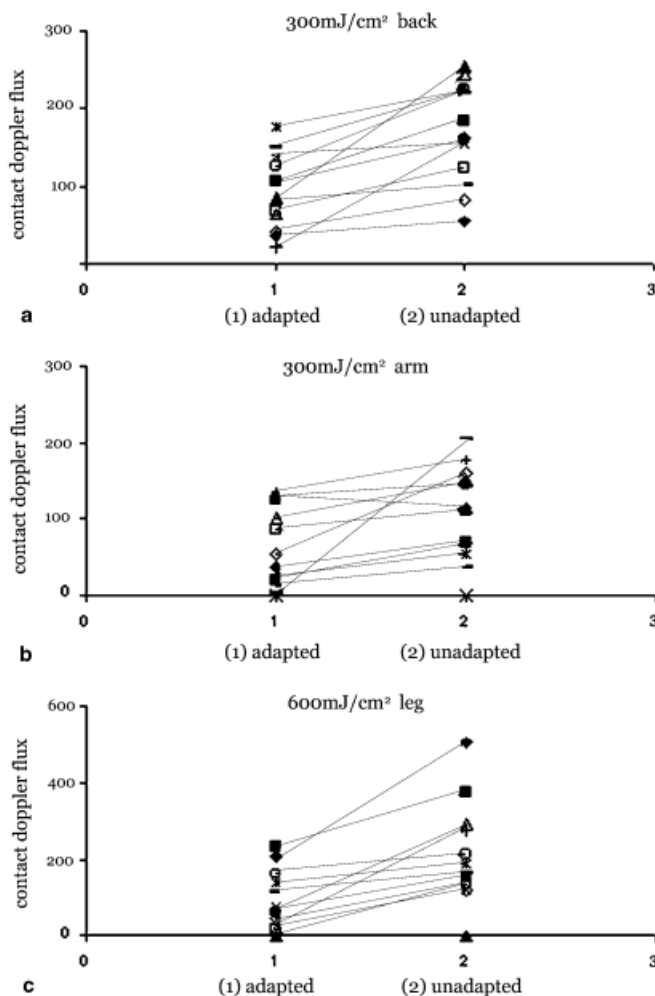 300mJ/cm² back
contact doppler flux
300
200
100
0 1 2 3
a (1) adapted (2) unadapted
300mJ/cm² arm
contact doppler flux
300
200
100
0
0 1 2 3
b (1) adapted (2) unadapted
600mJ/cm² leg
contact doppler flux
600
400
200
0
0 1 2 3
c (1) adapted (2) unadapted